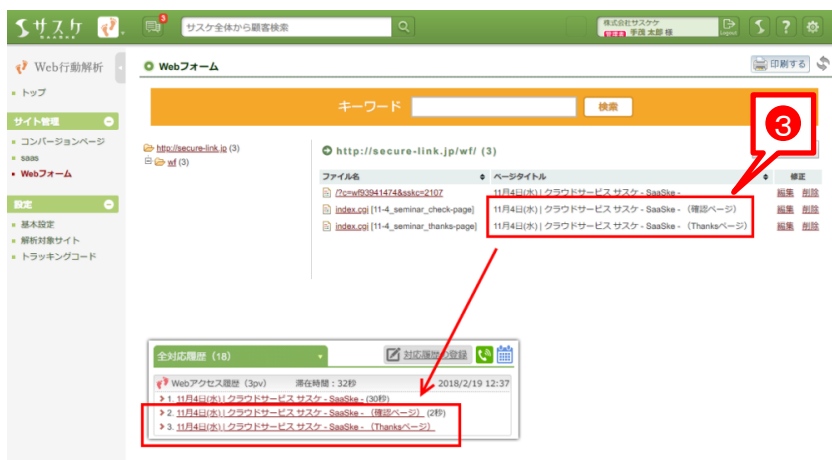 サスケ
3
サスケ全体から顧客検索
株式会社サスケケ
管理者 手茂 太郎 様
Logout
?
Web行動解析
トップ
サイト管理
コンバージョンページ
saas
Webフォーム
設定
基本設定
解析対象サイト
トラッキングコード
Webフォーム
印刷する
キーワード
検索
3
http://secure-link.jp (3)
wf (3)
http://secure-link.jp/wf/ (3)
ファイル名 ページタイトル 修正
/?c=wf93941474&sskc=2107 11月4日(水) | クラウドサービス サスケ - SaaSke - 編集 削除
index.cgi [11-4_seminar_check-page] 11月4日(水) | クラウドサービス サスケ - SaaSke - （確認ページ） 編集 削除
index.cgi [11-4_seminar_thanks-page] 11月4日(水) | クラウドサービス サスケ - SaaSke - （Thanksページ） 編集 削除
全対応履歴（18）
対応履歴の登録
Webアクセス履歴（3pv） 滞在時間：32秒 2018/2/19 12:37
1. 11月4日(水) | クラウドサービス サスケ - SaaSke - (30秒)
2. 11月4日(水) | クラウドサービス サスケ - SaaSke - （確認ページ） (2秒)
3. 11月4日(水) | クラウドサービス サスケ - SaaSke - （Thanksページ）